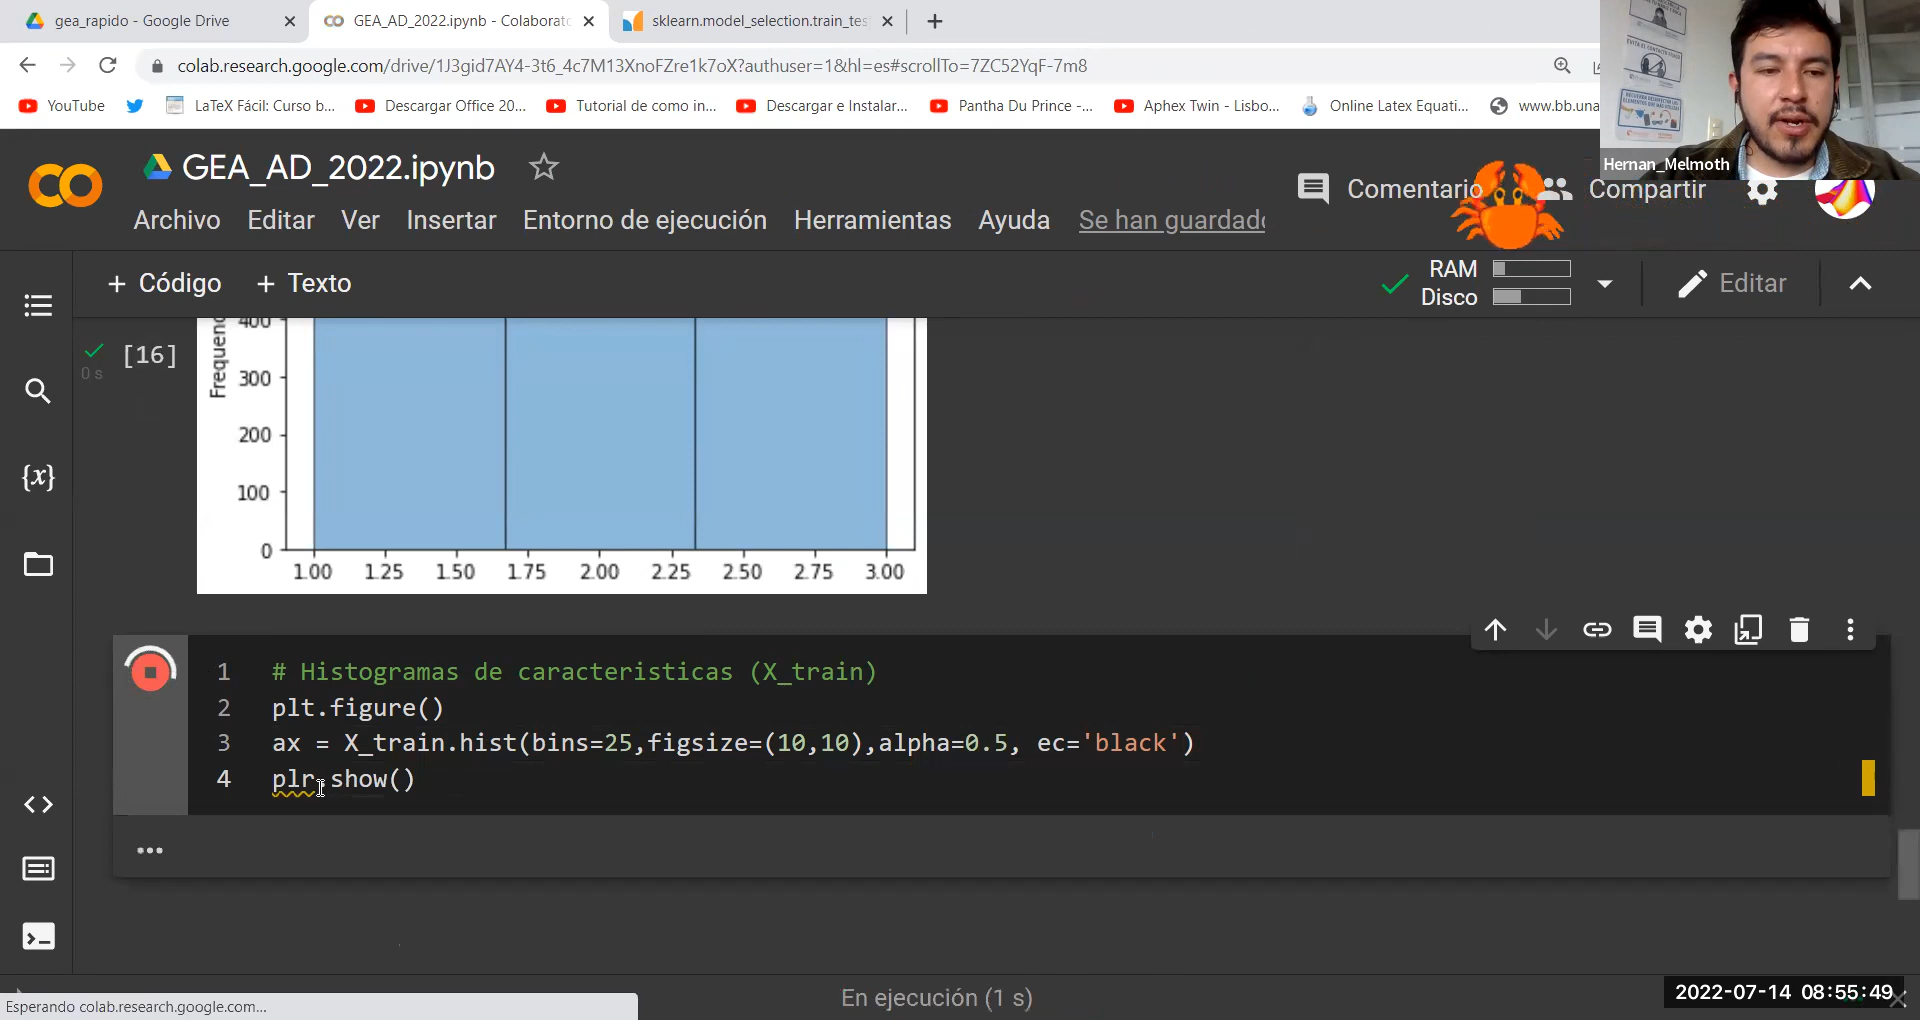 gea_rapido - Google Drive
GEA_AD_2022.ipynb - Colaborato
sklearn.model_selection.train_tes
colab.research.google.com/drive/1J3gid7AY4-3t6_4c7M13XnoFZre1k7oX?authuser=1&hl=es#scrollTo=7ZC52YqF-7m8
YouTube
LaTeX Fácil: Curso b...
Descargar Office 20...
Tutorial de como in...
Descargar e Instalar...
Pantha Du Prince -...
Aphex Twin - Lisbo...
Online Latex Equati...
www.bb.una
Hernan_Melmoth
CO
GEA_AD_2022.ipynb
Comentario
Compartir
Archivo
Editar
Ver
Insertar
Entorno de ejecución
Herramientas
Ayuda
Se han guardado
+ Código
+ Texto
RAM
Disco
Editar
[16]
0 s
Frequenc
400
300
200
100
0
1.00 1.25 1.50 1.75 2.00 2.25 2.50 2.75 3.00
{x}
1 # Histogramas de caracteristicas (X_train)
2 plt.figure()
3 ax = X_train.hist(bins=25,figsize=(10,10),alpha=0.5, ec='black')
4 plr.show()
...
En ejecución (1 s)
Esperando colab.research.google.com...
2022-07-14 08:55:49